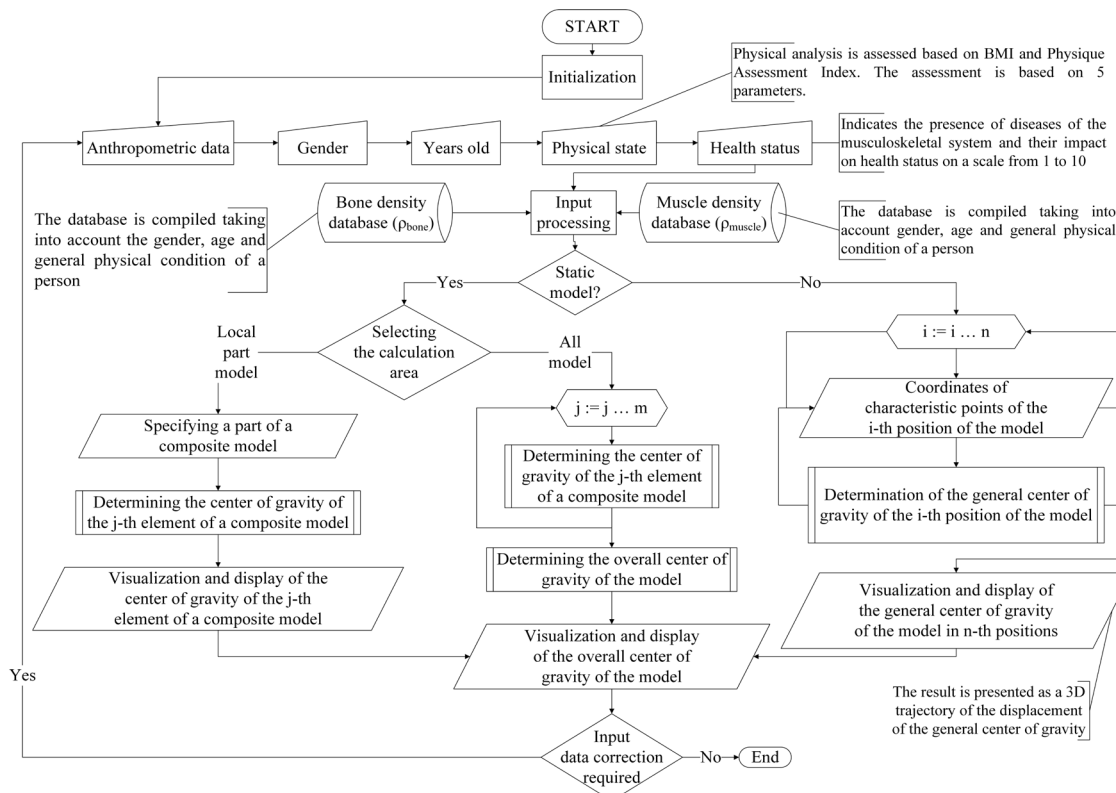 START
Initialization
Physical analysis is assessed based on BMI and Physique
Assessment Index. The assessment is based on 5
parameters.
Anthropometric data
Gender
Years old
Physical state
Health status
Indicates the presence of diseases of the
musculoskeletal system and their impact
on health status on a scale from 1 to 10
The database is compiled taking
into account the gender, age and
general physical condition of a
person
Bone density
database (ρbone)
Input
processing
Muscle density
database (ρmuscle)
The database is compiled taking into
account gender, age and general physical
condition of a person
Static
model?
Yes
No
Selecting
the calculation
area
Local
part
model
All
model
i := i … n
j := j … m
Coordinates of
characteristic points of the
i-th position of the model
Specifying a part of a
composite model
Determining the center of
gravity of the j-th element
of a composite model
Determination of the general center of
gravity of the i-th position of the model
Determining the center of gravity of
the j-th element of a composite model
Determining the overall center of
gravity of the model
Visualization and display of the
center of gravity of the j-th
element of a composite model
Visualization and display of
the general center of gravity
of the model in n-th positions
Visualization and display
of the overall center of
gravity of the model
The result is presented as a 3D
trajectory of the displacement
of the general center of gravity
Yes
Input
data correction
required
No
End